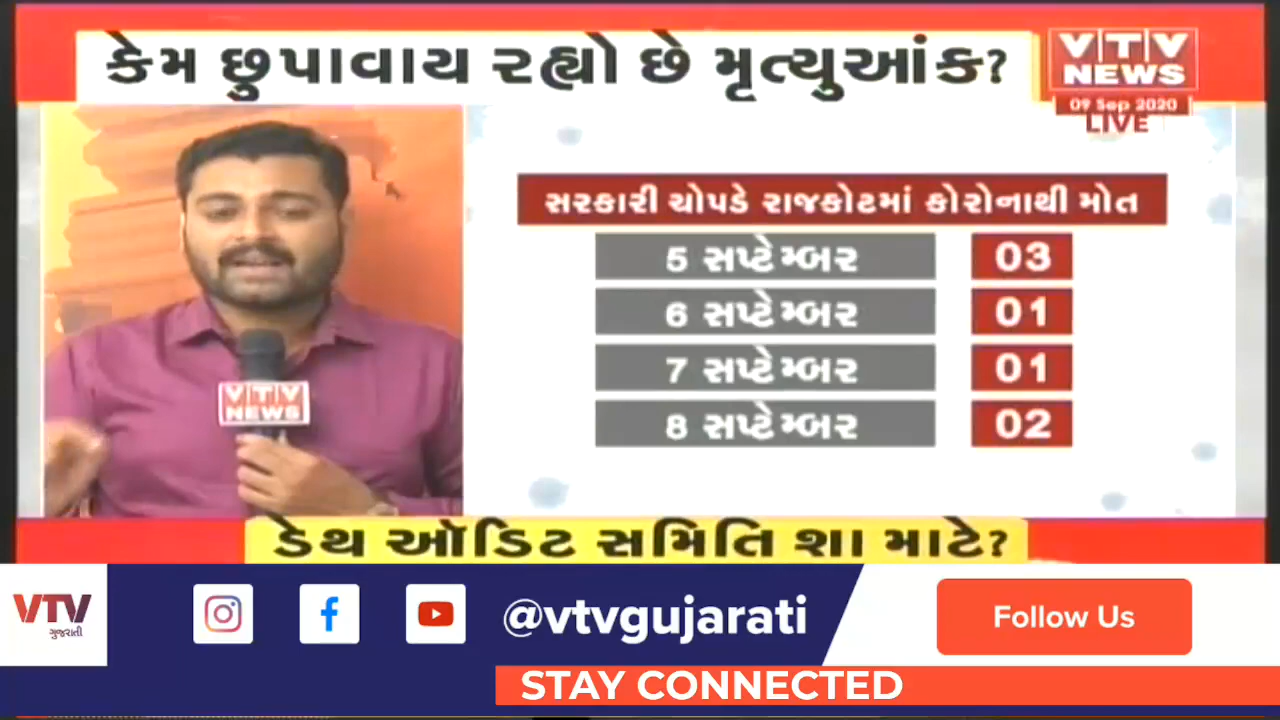 કેમ છુપાવાય રહ્યો છે મૃત્યુઆંક?
VTV
NEWS
09 Sep 2020
LIVE
સરકારી ચોપડે રાજકોટમાં કોરોનાથી મોત
5 સપ્ટેમ્બર 03
6 સપ્ટેમ્બર 01
7 સપ્ટેમ્બર 01
8 સપ્ટેમ્બર 02
VTV
NEWS
ડેથ ઑડિટ સમિતિ શા માટે?
VTV
ગુજરાતી
@vtvgujarati
Follow Us
STAY CONNECTED